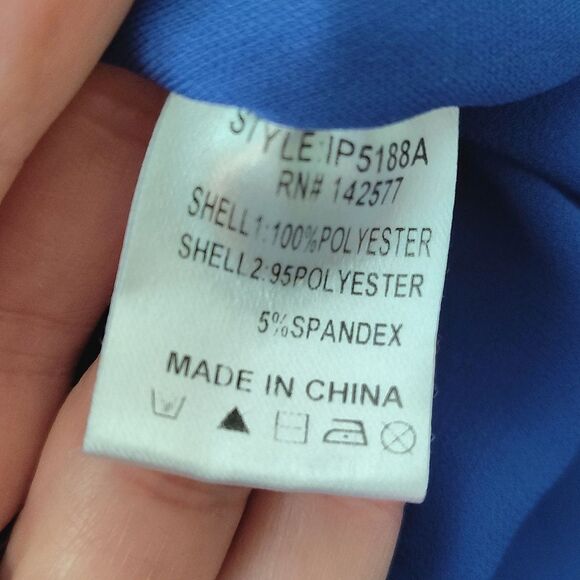 STYLE:IP5188A
RN# 142577
SHELL1:100%POLYESTER
SHELL2:95POLYESTER
5%SPANDEX
MADE IN CHINA